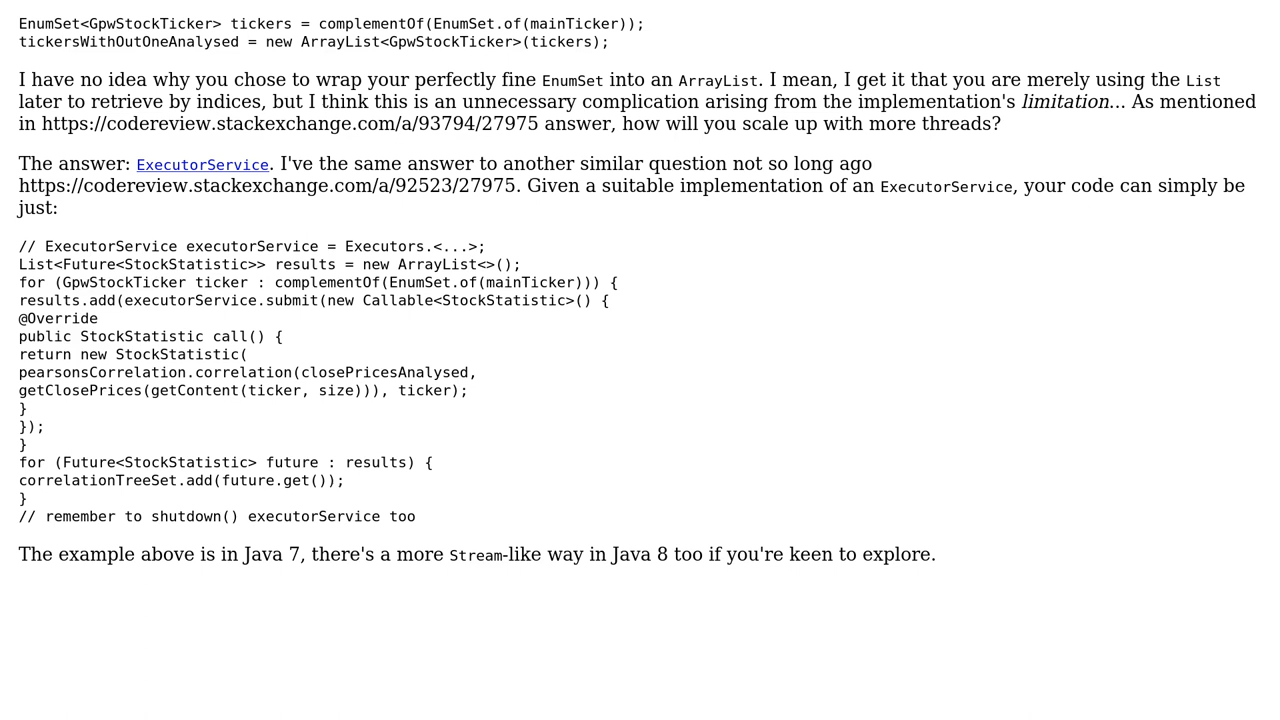 EnumSet<GpwStockTicker> tickers = complementOf(EnumSet.of(mainTicker));
tickersWithOutOneAnalysed = new ArrayList<GpwStockTicker>(tickers);
I have no idea why you chose to wrap your perfectly fine EnumSet into an ArrayList. I mean, I get it that you are merely using the List
later to retrieve by indices, but I think this is an unnecessary complication arising from the implementation's limitation... As mentioned
in https://codereview.stackexchange.com/a/93794/27975 answer, how will you scale up with more threads?
The answer: ExecutorService. I've the same answer to another similar question not so long ago
https://codereview.stackexchange.com/a/92523/27975. Given a suitable implementation of an ExecutorService, your code can simply be
just:
// ExecutorService executorService = Executors.<...>;
List<Future<StockStatistic>> results = new ArrayList<>();
for (GpwStockTicker ticker : complementOf(EnumSet.of(mainTicker))) {
results.add(executorService.submit(new Callable<StockStatistic>() {
@Override
public StockStatistic call() {
return new StockStatistic(
pearsonsCorrelation.correlation(closePricesAnalysed,
getClosePrices(getContent(ticker, size))), ticker);
}
});
}
for (Future<StockStatistic> future : results) {
correlationTreeSet.add(future.get());
}
// remember to shutdown() executorService too
The example above is in Java 7, there's a more Stream-like way in Java 8 too if you're keen to explore.